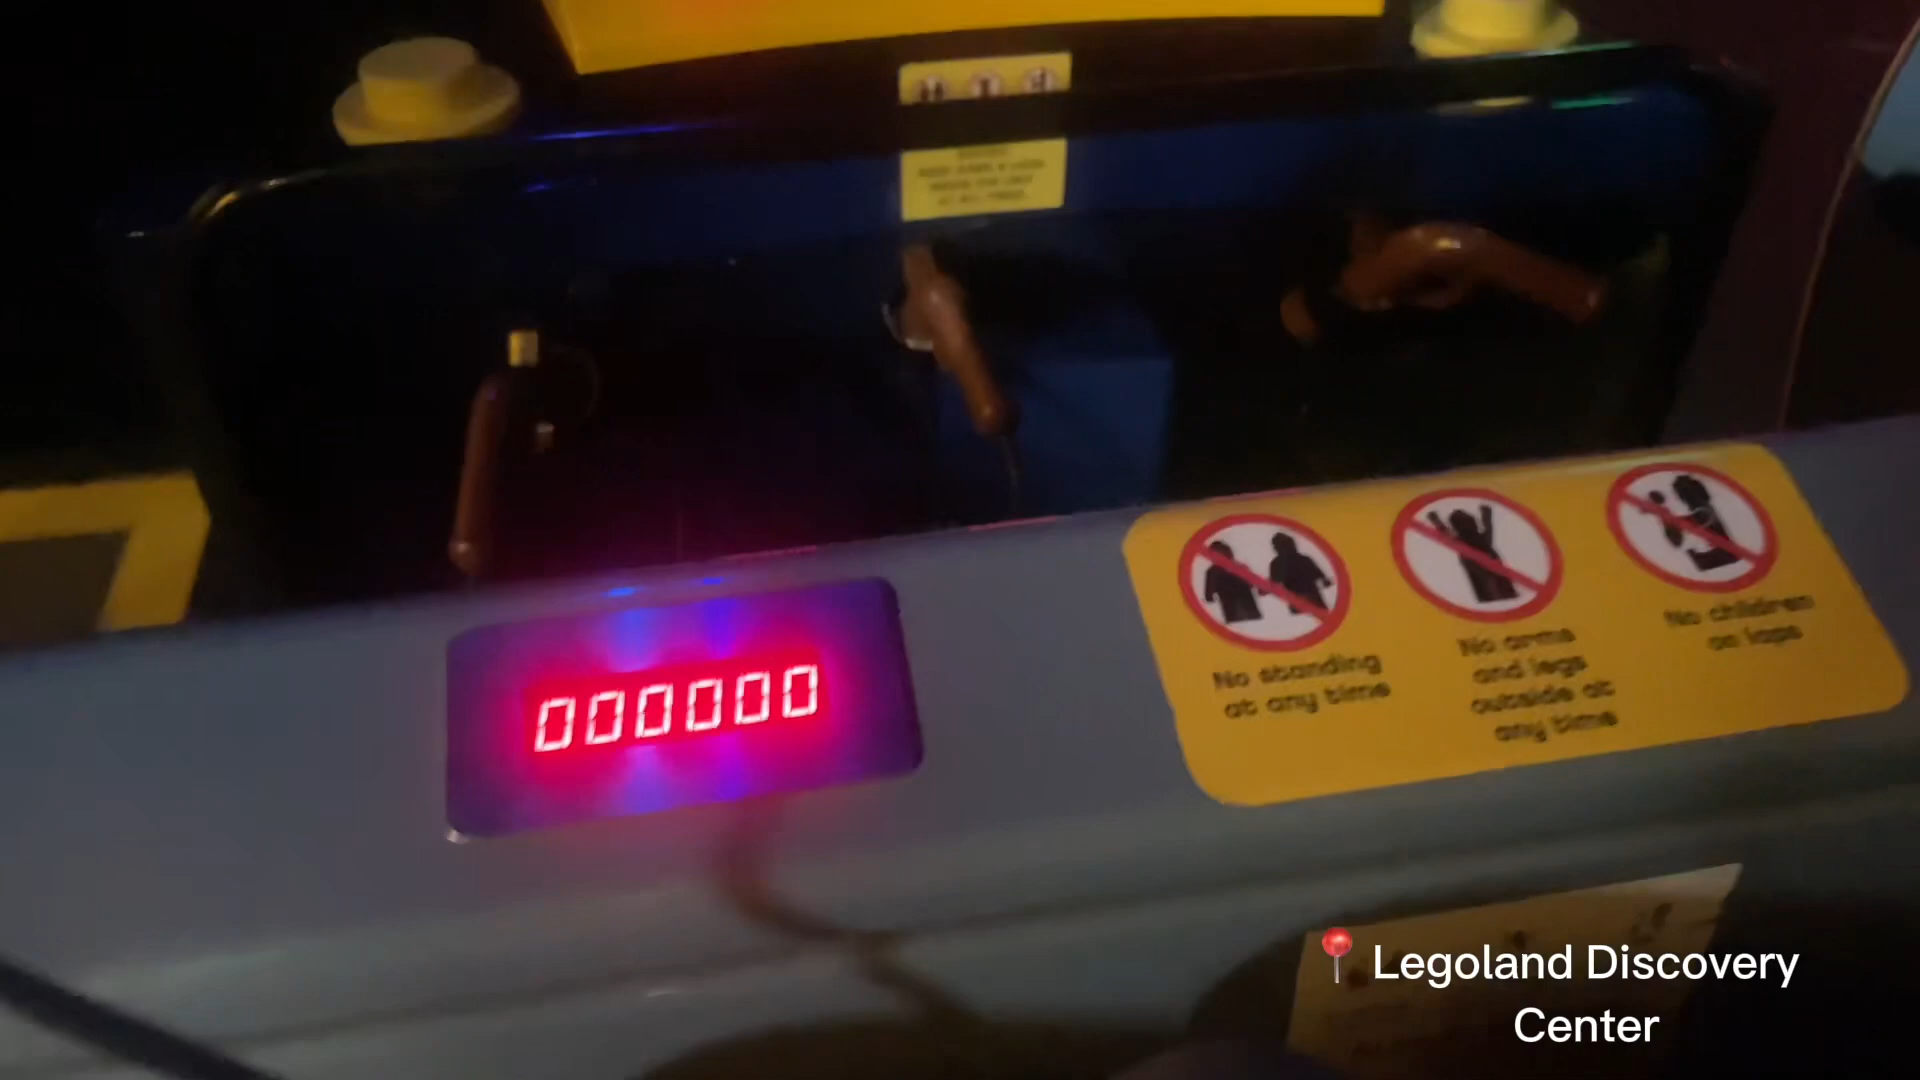 000000
No standing
at any time
No arms
and legs
outside at
any time
No children
on laps
📍 Legoland Discovery
Center